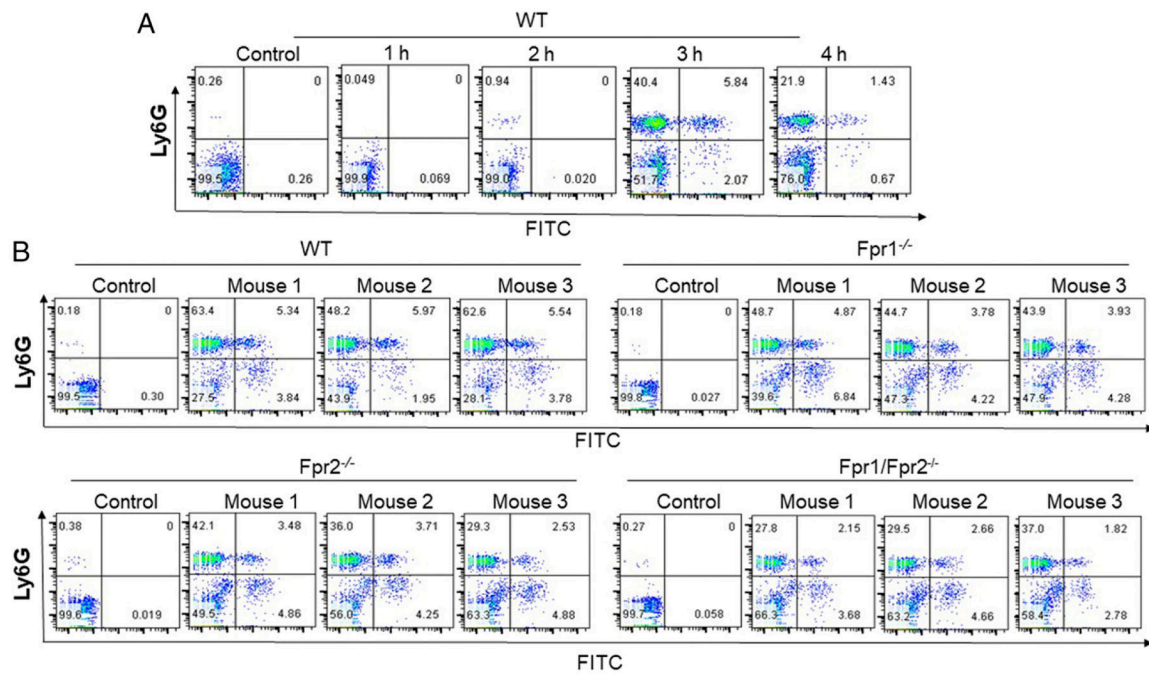 A
WT
Control 1 h 2 h 3 h 4 h
0.26 0 0.049 0 0.94 0 40.4 5.84 21.9 1.43
Ly6G
99.5 0.26 99.9 0.069 99.0 0.020 51.7 2.07 76.0 0.67
FITC
B
WT Fpr1-/-
Control Mouse 1 Mouse 2 Mouse 3 Control Mouse 1 Mouse 2 Mouse 3
0.18 0 63.4 5.34 48.2 5.97 62.6 5.54 0.18 0 48.7 4.87 44.7 3.78 43.9 3.93
Ly6G
99.5 0.30 27.5 3.84 43.9 1.95 28.1 3.78 99.8 0.027 39.6 6.84 47.3 4.22 47.9 4.28
FITC FITC
Fpr2-/- Fpr1/Fpr2-/-
Control Mouse 1 Mouse 2 Mouse 3 Control Mouse 1 Mouse 2 Mouse 3
0.38 0 42.1 3.48 36.0 3.71 29.3 2.53 0.27 0 27.8 2.15 29.5 2.66 37.0 1.82
Ly6G
99.6 0.019 49.5 4.86 56.0 4.25 63.3 4.88 99.7 0.058 66.3 3.68 63.2 4.66 58.4 2.78
FITC